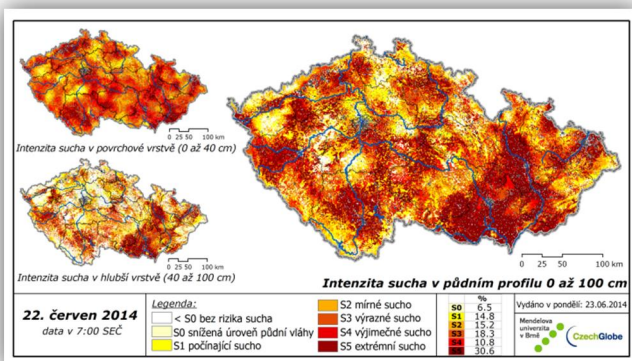 0 25 50 100 km
Intenzita sucha v povrchové vrstvě (0 až 40 cm)
0 25 50 100 km
Intenzita sucha v hlubší vrstvě (40 až 100 cm)
0 25 50 100 km
Intenzita sucha v půdním profilu 0 až 100 cm
22. červen 2014
data v 7:00 SEČ
Legenda:
< S0 bez rizika sucha
S0 snížená úroveň půdní vláhy
S1 počínající sucho
S2 mírné sucho
S3 výrazné sucho
S4 výjimečné sucho
S5 extrémní sucho
%
S0 6.5
S1 14.8
S2 15.2
S3 18.3
S4 10.8
S5 30.6
Vydáno v pondělí: 23.06.2014
Mendelova
univerzita
v Brně
CzechGlobe